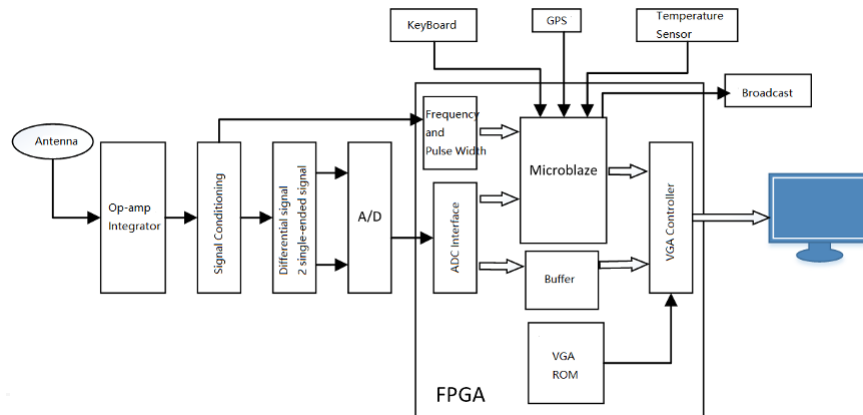 KeyBoard
GPS
Temperature
Sensor
Broadcast
Antenna
Op-amp
Integrator
Signal Conditioning
Differential signal
2 single-ended signal
A/D
Frequency
and
Pulse Width
ADC Interface
Microblaze
Buffer
VGA
ROM
VGA Controller
FPGA